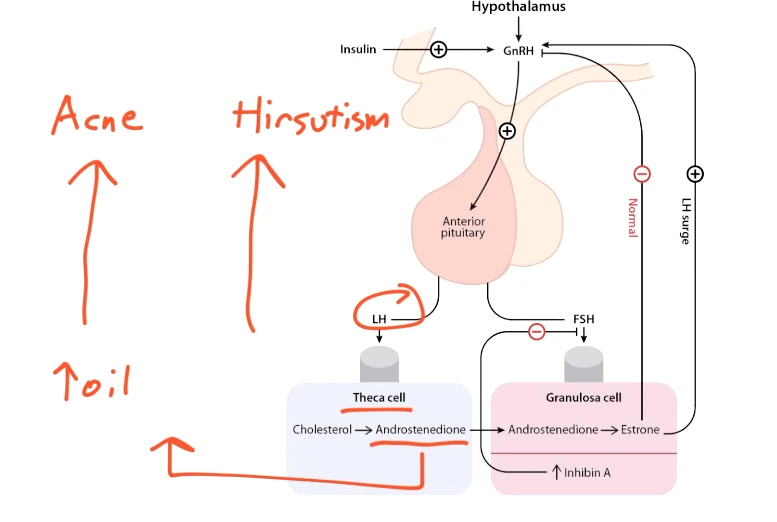 Hypothalamus
Insulin
+
GnRH
Acne
Hirsutism
+
−
+
Normal
LH surge
Anterior
pituitary
LH
FSH
−
↑oil
Theca cell
Granulosa cell
Cholesterol → Androstenedione
Androstenedione → Estrone
↑ Inhibin A